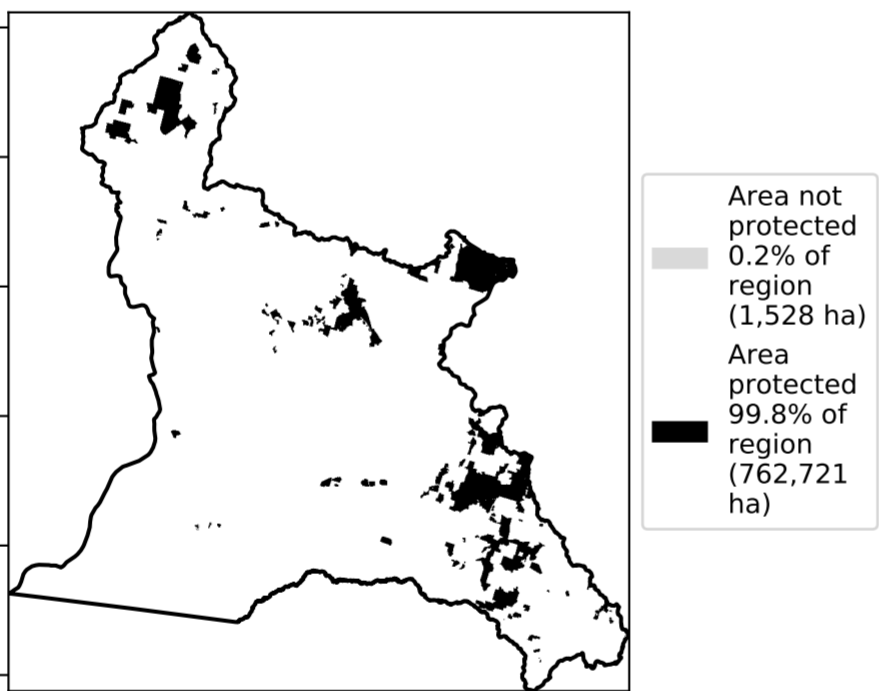 Area not
protected
0.2% of
region
(1,528 ha)
Area
protected
99.8% of
region
(762,721
ha)